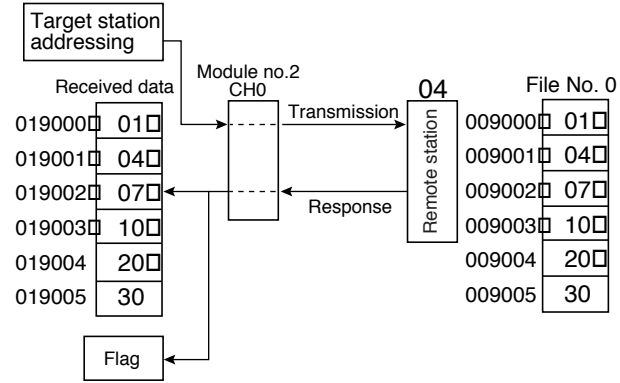 Target station
addressing
Received data
Module no.2
CH0
Transmission
Response
04
Remote station
File No. 0
019000□ 01□
019001□ 04□
019002□ 07□
019003□ 10□
019004 20□
019005 30
009000□ 01□
009001□ 04□
009002□ 07□
009003□ 10□
009004 20□
009005 30
Flag